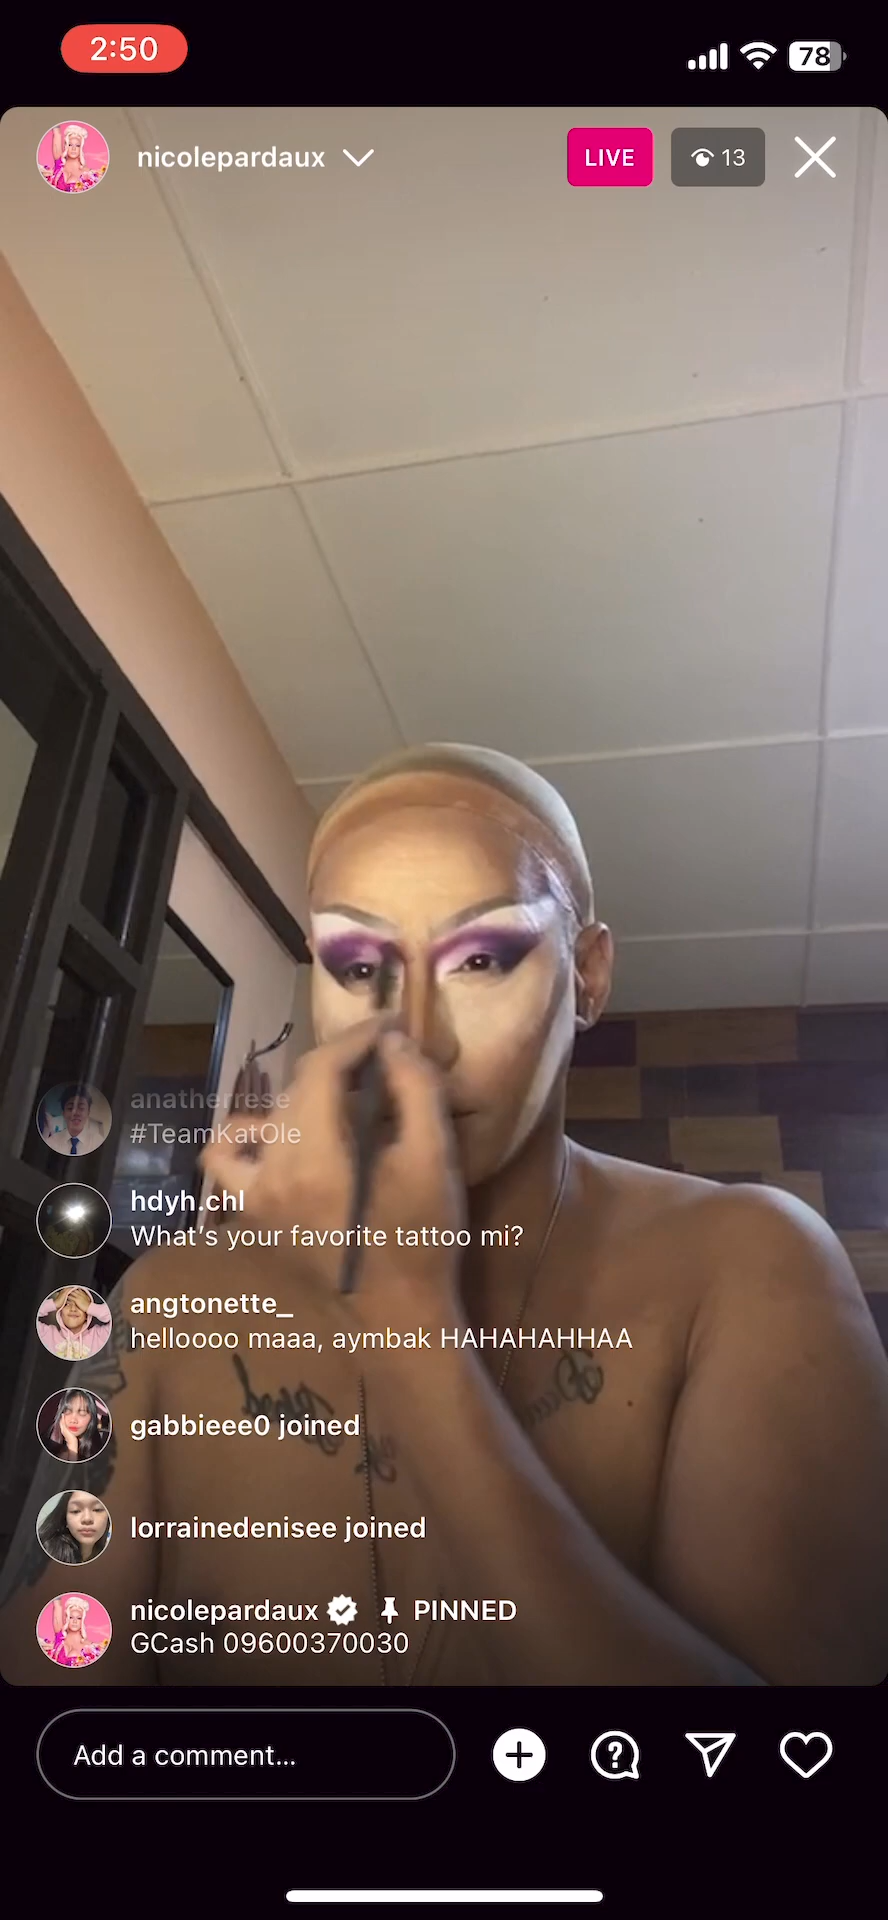 2:50
78
nicolepardaux
LIVE
13
anatherrese
#TeamKatOle
hdyh.chl
What's your favorite tattoo mi?
angtonette_
helloooo maaa, aymbak HAHAHAHHAA
gabbieee0 joined
lorrainedenisee joined
nicolepardaux PINNED
GCash 09600370030
Add a comment...